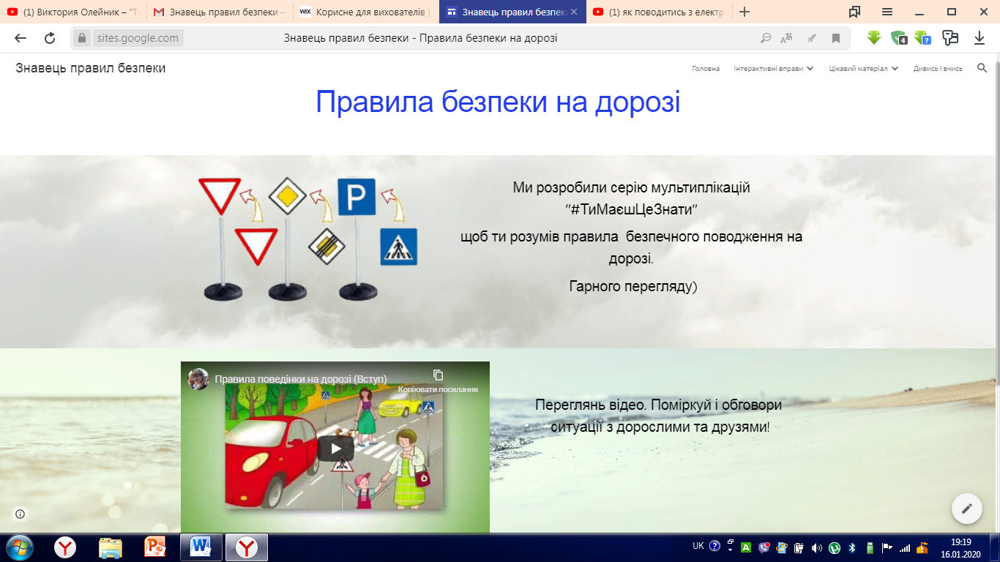 (1) Виктория Олейник – "То
Знавець правил безпеки –
WIX Корисне для вихователів
Знавець правил безпек
(1) як поводитись з електр
sites.google.com
Знавець правил безпеки - Правила безпеки на дорозі
4
?
Знавець правил безпеки
Головна
Інтерактивні вправи
Цікавий матеріал
Дивись і вчись
Правила безпеки на дорозі
P
Ми розробили серію мультиплікацій
"#ТиМаєшЦеЗнати"
щоб ти розумів правила безпечного поводження на
дорозі.
Гарного перегляду)
Правила поведінки на дорозі (Вступ)
Копіювати посилання
Переглянь відео. Поміркуй і обговори
ситуації з дорослими та друзями!
UK
19:19
16.01.2020